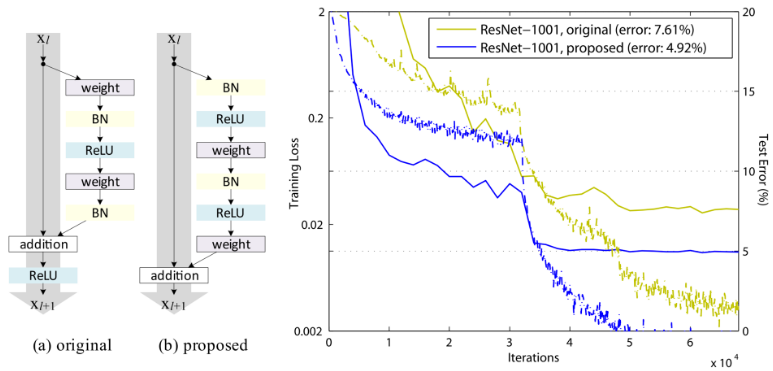 x_l
weight
BN
ReLU
weight
BN
addition
ReLU
x_{l+1}
(a) original
x_l
BN
ReLU
weight
BN
ReLU
weight
addition
x_{l+1}
(b) proposed
ResNet−1001, original (error: 7.61%)
ResNet−1001, proposed (error: 4.92%)
Training Loss
2
0.2
0.02
0.002
Test Error (%)
20
15
10
5
0
0 1 2 3 4 5 6
Iterations
x 10^4